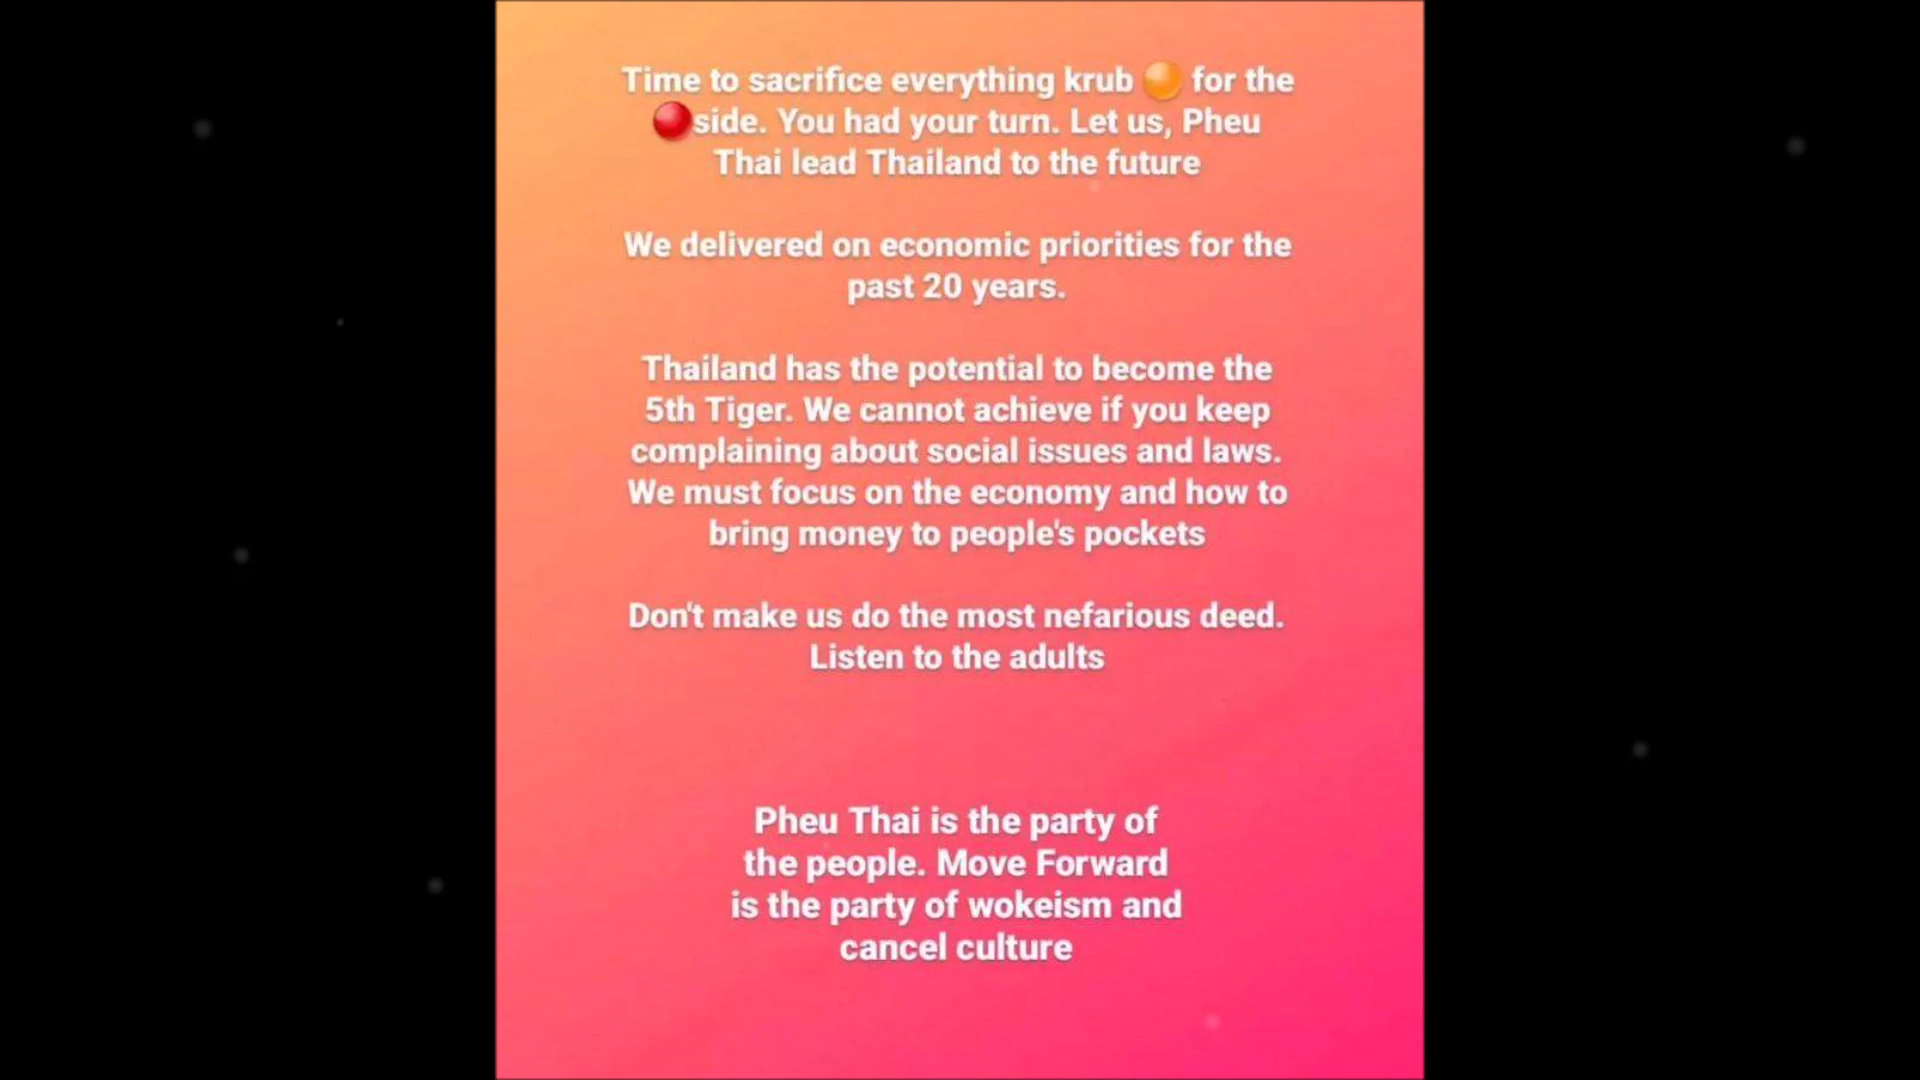 Time to sacrifice everything krub 🟠 for the
🔴side. You had your turn. Let us, Pheu
Thai lead Thailand to the future
We delivered on economic priorities for the
past 20 years.
Thailand has the potential to become the
5th Tiger. We cannot achieve if you keep
complaining about social issues and laws.
We must focus on the economy and how to
bring money to people's pockets
Don't make us do the most nefarious deed.
Listen to the adults
Pheu Thai is the party of
the people. Move Forward
is the party of wokeism and
cancel culture